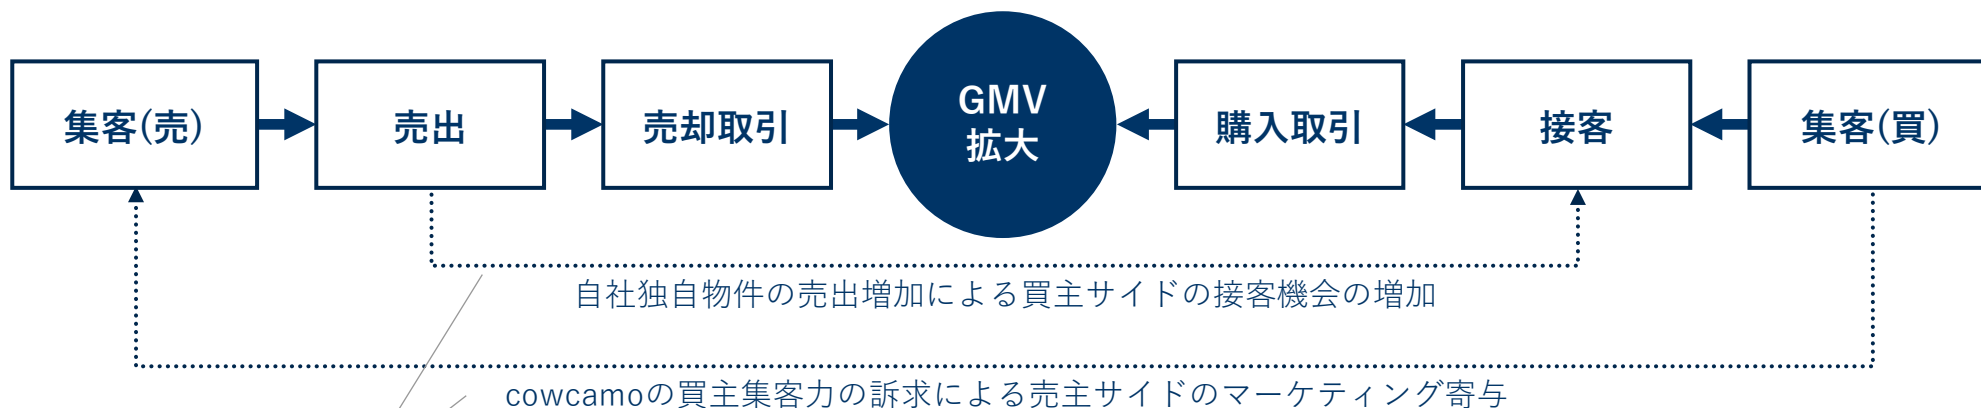 集客(売)
売出
売却取引
GMV
拡大
購入取引
接客
集客(買)
自社独自物件の売出増加による買主サイドの接客機会の増加
cowcamoの買主集客力の訴求による売主サイドのマーケティング寄与